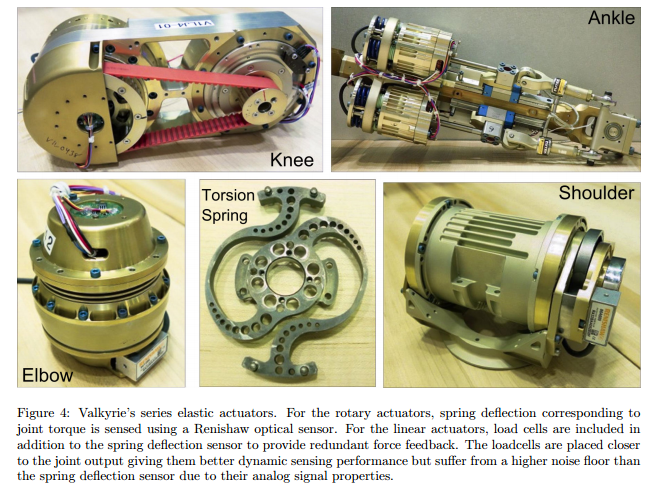 Knee
Ankle
Elbow
Torsion
Spring
Shoulder
Figure 4: Valkyrie's series elastic actuators. For the rotary actuators, spring deflection corresponding to
joint torque is sensed using a Renishaw optical sensor. For the linear actuators, load cells are included in
addition to the spring deflection sensor to provide redundant force feedback. The loadcells are placed closer
to the joint output giving them better dynamic sensing performance but suffer from a higher noise floor than
the spring deflection sensor due to their analog signal properties.